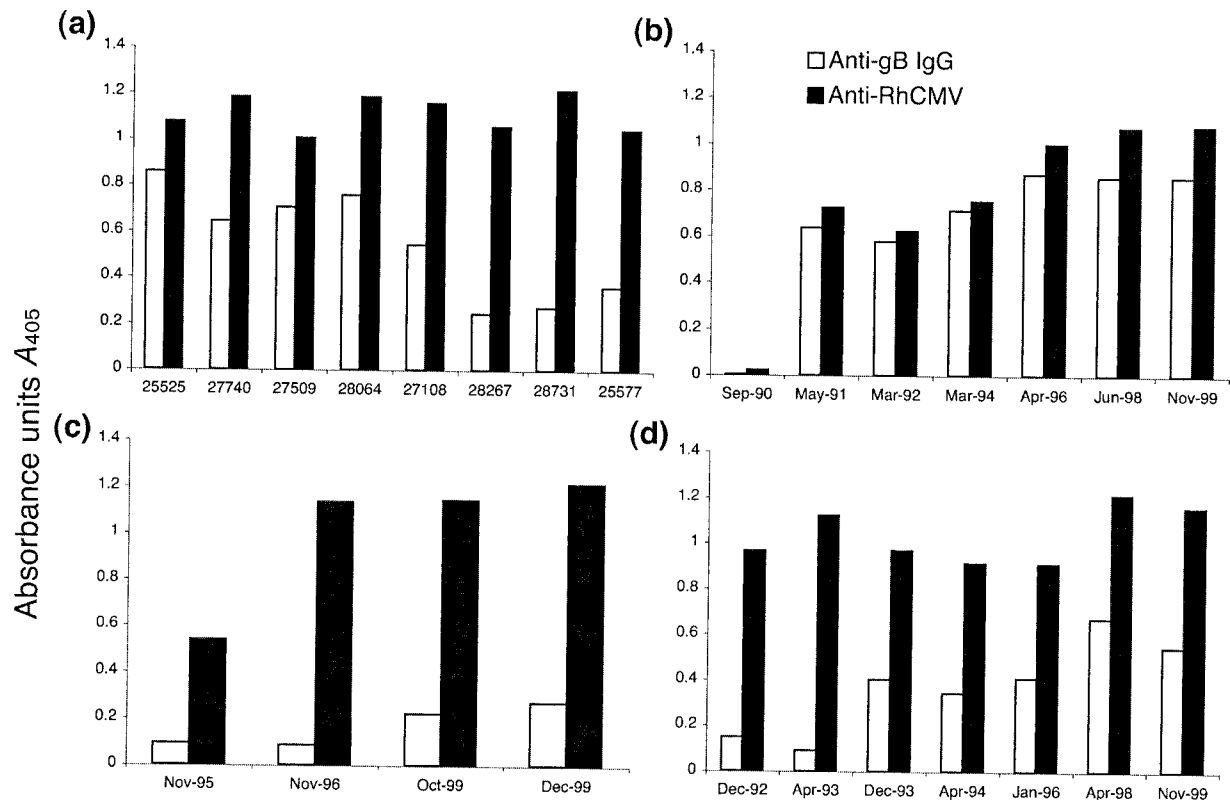 (a)
1.4
1.2
1
0.8
0.6
0.4
0.2
0
25525 27740 27509 28064 27108 28267 28731 25577
(b)
1.4
1.2
1
0.8
0.6
0.4
0.2
0
Anti-gB IgG
Anti-RhCMV
Sep-90 May-91 Mar-92 Mar-94 Apr-96 Jun-98 Nov-99
Absorbance units A405
(c)
1.4
1.2
1
0.8
0.6
0.4
0.2
0
Nov-95 Nov-96 Oct-99 Dec-99
(d)
1.4
1.2
1
0.8
0.6
0.4
0.2
0
Dec-92 Apr-93 Dec-93 Apr-94 Jan-96 Apr-98 Nov-99